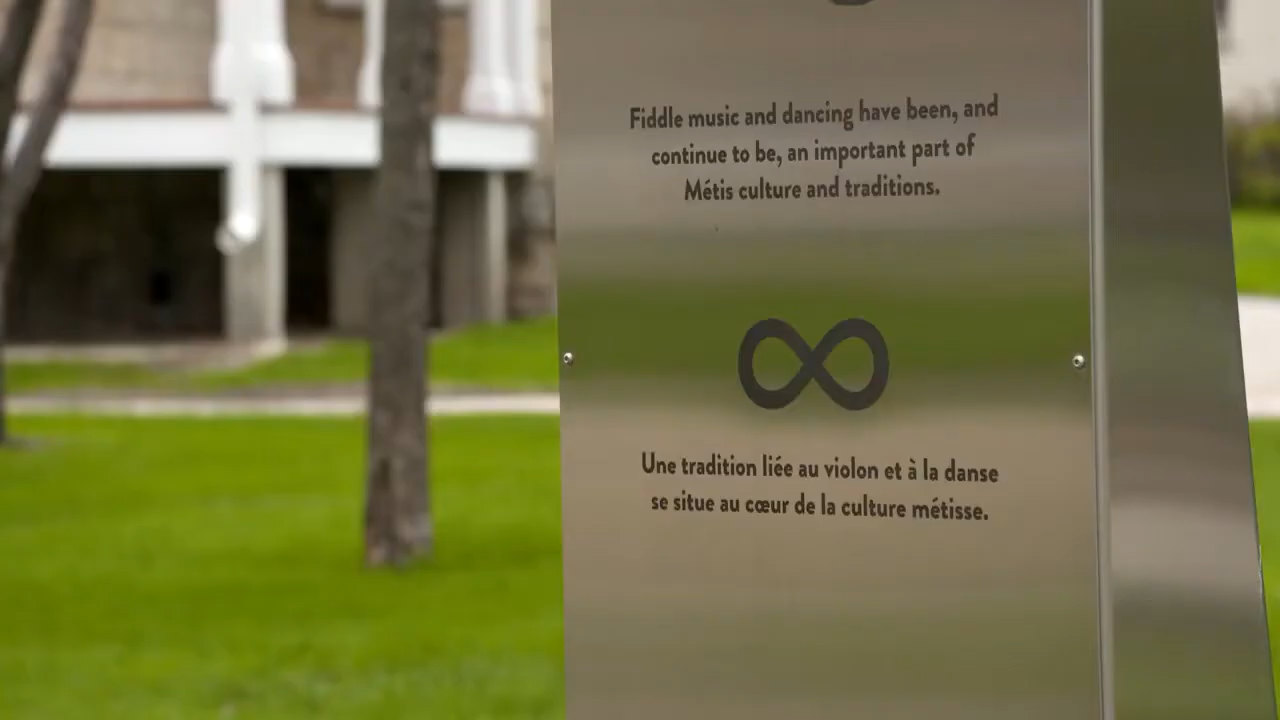 Fiddle music and dancing have been, and
continue to be, an important part of
Métis culture and traditions.
Une tradition liée au violon et à la danse
se situe au cœur de la culture métisse.